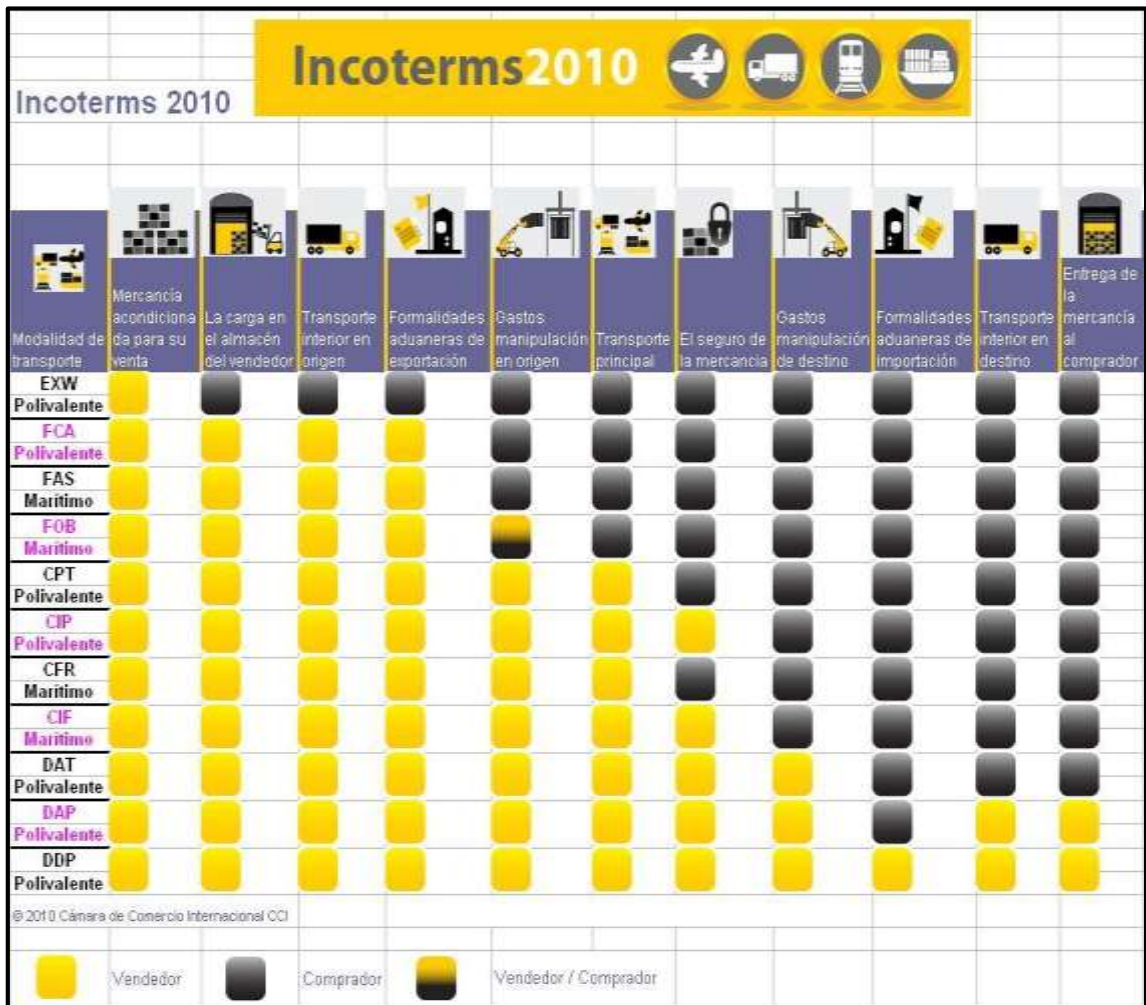 Incoterms2010
Incoterms 2010
Modalidad de
transporte
Mercancía
acondiciona
da para su
venta
La carga en
el almacén
del vendedor
Transporte
interior en
origen
Formalidades
aduaneras de
exportación
Gastos
manipulación
en origen
Transporte
principal
El seguro de
la mercancia
Gastos
manipulación
de destino
Formalidades
aduaneras de
importación
Transporte
interior en
destino
Entrega de
la
mercancía
al
comprador
EXW
Polivalente
FCA
Polivalente
FAS
Marítimo
FOB
Marítimo
CPT
Polivalente
CIP
Polivalente
CFR
Marítimo
CIF
Marítimo
DAT
Polivalente
DAP
Polivalente
DDP
Polivalente
© 2010 Cámara de Comercio Internacional CCI
Vendedor
Comprador
Vendedor / Comprador